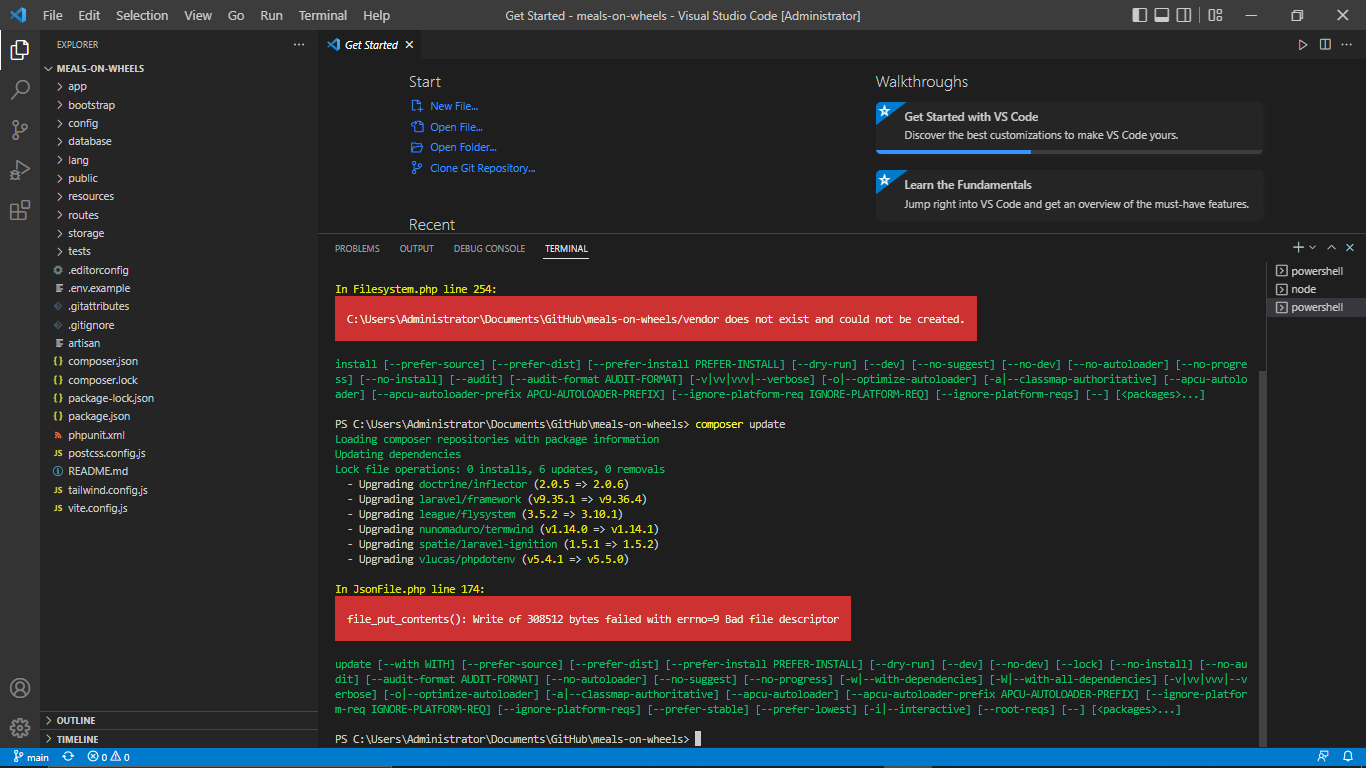 File Edit Selection View Go Run Terminal Help
Get Started - meals-on-wheels - Visual Studio Code [Administrator]
EXPLORER
MEALS-ON-WHEELS
app
bootstrap
config
database
lang
public
resources
routes
storage
tests
.editorconfig
.env.example
.gitattributes
.gitignore
artisan
composer.json
composer.lock
package-lock.json
package.json
phpunit.xml
postcss.config.js
README.md
tailwind.config.js
vite.config.js
OUTLINE
TIMELINE
Get Started
Start
New File...
Open File...
Open Folder...
Clone Git Repository...
Recent
Walkthroughs
Get Started with VS Code
Discover the best customizations to make VS Code yours.
Learn the Fundamentals
Jump right into VS Code and get an overview of the must-have features.
PROBLEMS OUTPUT DEBUG CONSOLE TERMINAL
In Filesystem.php line 254:
C:\Users\Administrator\Documents\GitHub\meals-on-wheels/vendor does not exist and could not be created.
install [--prefer-source] [--prefer-dist] [--prefer-install PREFER-INSTALL] [--dry-run] [--dev] [--no-suggest] [--no-dev] [--no-autoloader] [--no-progre
ss] [--no-install] [--audit] [--audit-format AUDIT-FORMAT] [-v|vv|vvv|--verbose] [-o|--optimize-autoloader] [-a|--classmap-authoritative] [--apcu-autolo
ader] [--apcu-autoloader-prefix APCU-AUTOLOADER-PREFIX] [--ignore-platform-req IGNORE-PLATFORM-REQ] [--ignore-platform-reqs] [--] [<packages>...]
PS C:\Users\Administrator\Documents\GitHub\meals-on-wheels> composer update
Loading composer repositories with package information
Updating dependencies
Lock file operations: 0 installs, 6 updates, 0 removals
- Upgrading doctrine/inflector (2.0.5 => 2.0.6)
- Upgrading laravel/framework (v9.35.1 => v9.36.4)
- Upgrading league/flysystem (3.5.2 => 3.10.1)
- Upgrading nunomaduro/termwind (v1.14.0 => v1.14.1)
- Upgrading spatie/laravel-ignition (1.5.1 => 1.5.2)
- Upgrading vlucas/phpdotenv (v5.4.1 => v5.5.0)
In JsonFile.php line 174:
file_put_contents(): Write of 308512 bytes failed with errno=9 Bad file descriptor
update [--with WITH] [--prefer-source] [--prefer-dist] [--prefer-install PREFER-INSTALL] [--dry-run] [--dev] [--no-dev] [--lock] [--no-install] [--no-au
dit] [--audit-format AUDIT-FORMAT] [--no-autoloader] [--no-suggest] [--no-progress] [-w|--with-dependencies] [-W|--with-all-dependencies] [-v|vv|vvv|--v
erbose] [-o|--optimize-autoloader] [-a|--classmap-authoritative] [--apcu-autoloader] [--apcu-autoloader-prefix APCU-AUTOLOADER-PREFIX] [--ignore-platfor
m-req IGNORE-PLATFORM-REQ] [--ignore-platform-reqs] [--prefer-stable] [--prefer-lowest] [-i|--interactive] [--root-reqs] [--] [<packages>...]
PS C:\Users\Administrator\Documents\GitHub\meals-on-wheels>
powershell
node
powershell
main 0 0